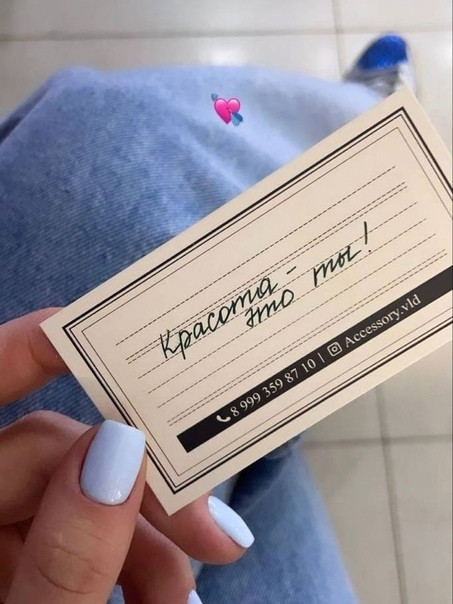 Красота -
это ты!
8 999 359 87 10 | Accessory.vld